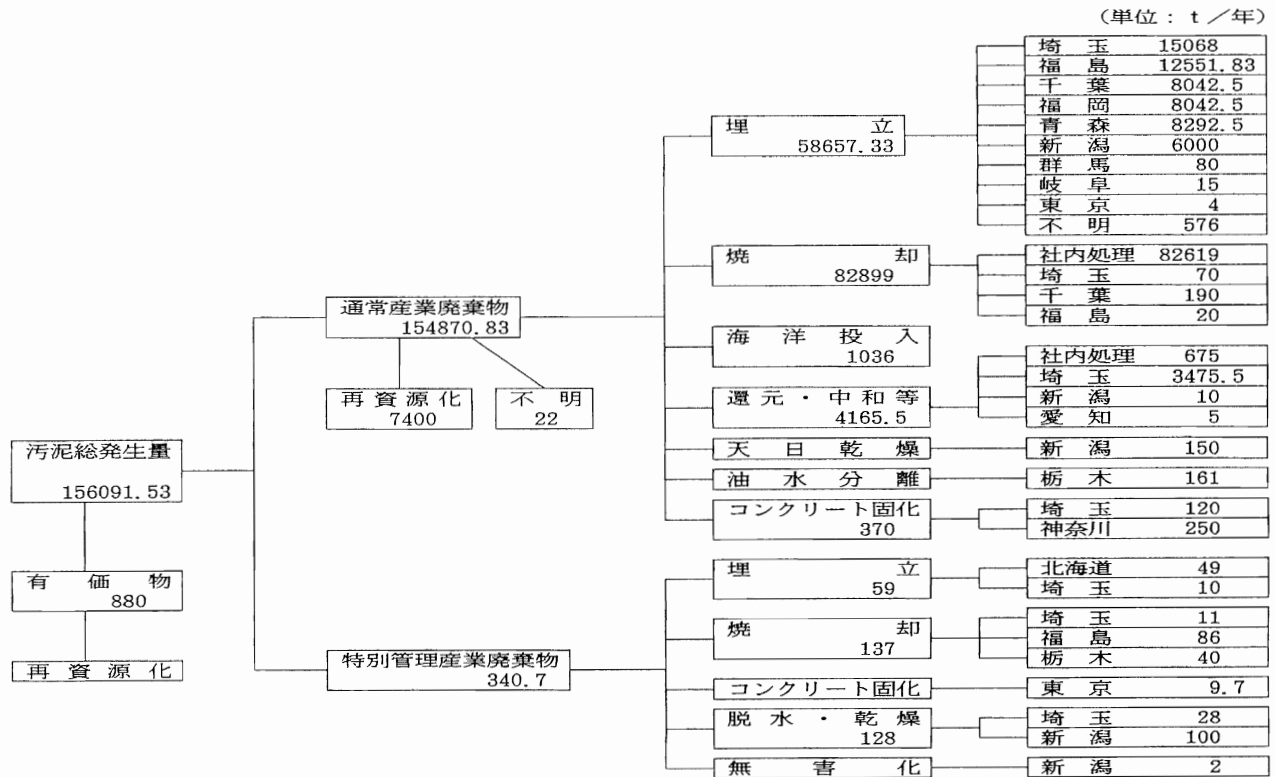 (単位:t/年)
汚泥総発生量
156091.53
有価物
880
再資源化
通常産業廃棄物
154870.83
再資源化
7400
不明
22
埋立
58657.33
埼玉 15068
福島 12551.83
千葉 8042.5
福岡 8042.5
青森 8292.5
新潟 6000
群馬 80
岐阜 15
東京 4
不明 576
焼却
82899
社内処理 82619
埼玉 70
千葉 190
福島 20
海洋投入
1036
還元・中和等
4165.5
社内処理 675
埼玉 3475.5
新潟 10
愛知 5
天日乾燥
新潟 150
油水分離
栃木 161
コンクリート固化
370
埼玉 120
神奈川 250
特別管理産業廃棄物
340.7
埋立
59
北海道 49
埼玉 10
焼却
137
埼玉 11
福島 86
栃木 40
コンクリート固化
東京 9.7
脱水・乾燥
128
埼玉 28
新潟 100
無害化
新潟 2